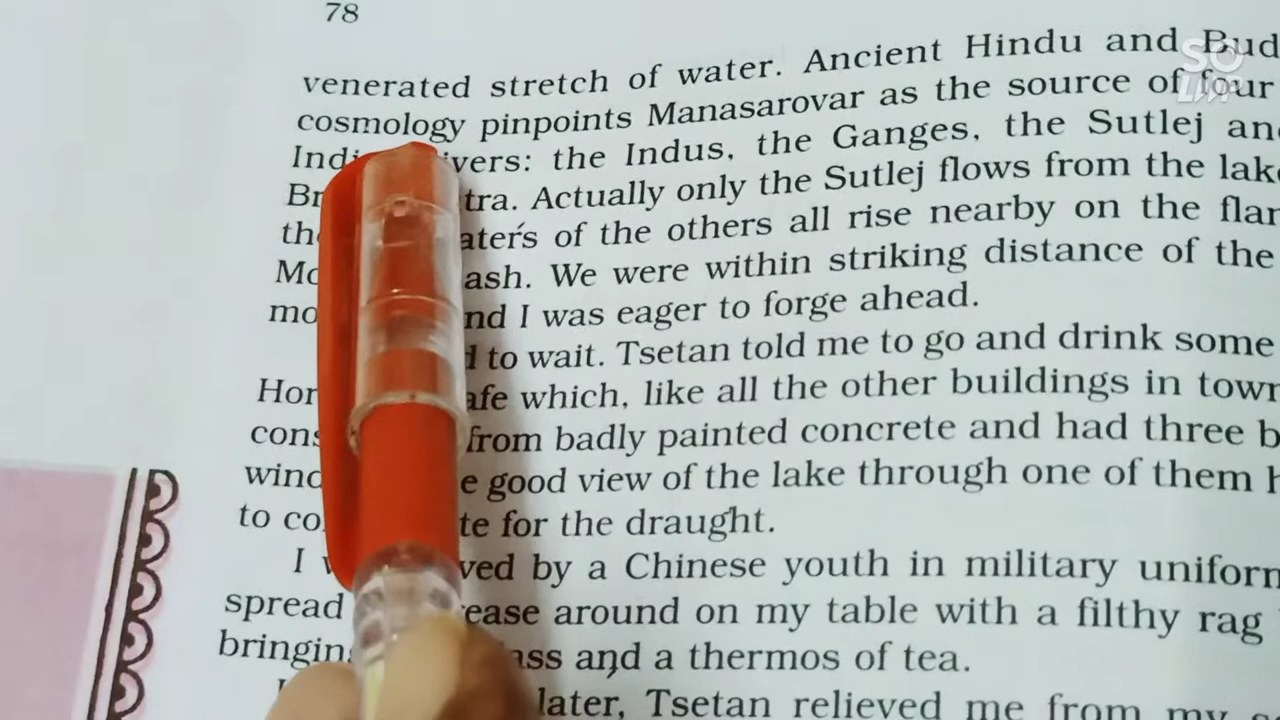 78
venerated stretch of water. Ancient Hindu and Bud
cosmology pinpoints Manasarovar as the source of four
Indi ivers: the Indus, the Ganges, the Sutlej an
Br tra. Actually only the Sutlej flows from the lak
th aters of the others all rise nearby on the flan
Mo ash. We were within striking distance of the
mo nd I was eager to forge ahead.
to wait. Tsetan told me to go and drink some
Hor afe which, like all the other buildings in town
cons from badly painted concrete and had three b
wind e good view of the lake through one of them h
to co te for the draught.
I ved by a Chinese youth in military uniform
spread ease around on my table with a filthy rag
bringing ass and a thermos of tea.
later, Tsetan relieved me from my s